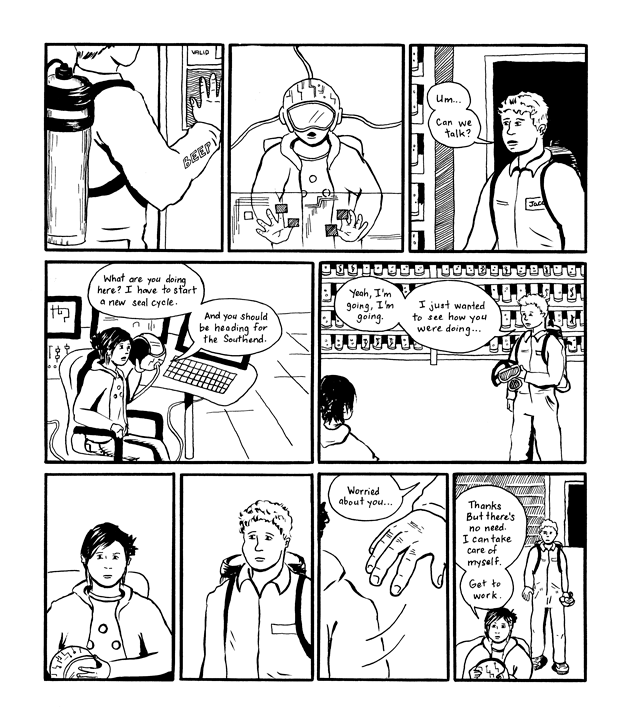 VALID
BEEP!
Um...
Can we
talk?
Jaco
What are you doing
here? I have to start
a new seal cycle.
And you should
be heading for
the Southend.
Yeah, I'm
going, I'm
going.
I just wanted
to see how you
were doing...
Worried
about you...
Thanks
But there's
no need.
I can take
care of
myself.
Get to
work.